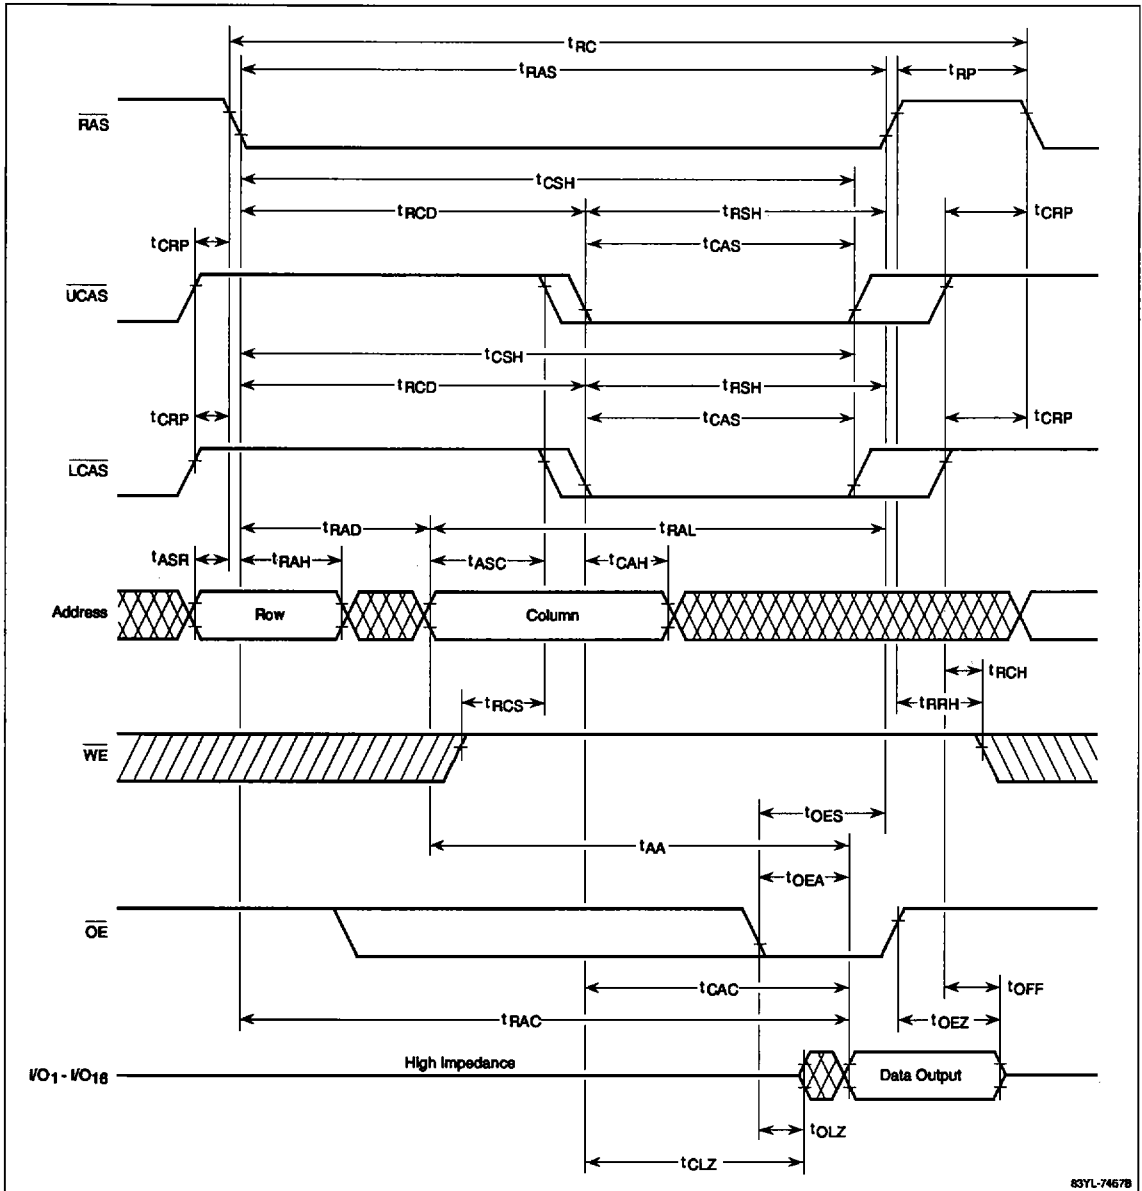 tRC
tRAS
tRP
RAS
tCSH
tRCD
tRSH
tCRP
tCAS
tCRP
UCAS
tCSH
tRCD
tRSH
tCRP
tCAS
tCRP
LCAS
tRAD
tRAL
tASR
tRAH
tASC
tCAH
Address
Row
Column
tRCH
tRCS
tRRH
WE
tOES
tAA
tOEA
OE
tCAC
tOFF
tRAC
tOEZ
High Impedance
I/O1 - I/O16
Data Output
tOLZ
tCLZ
83YL-7457B